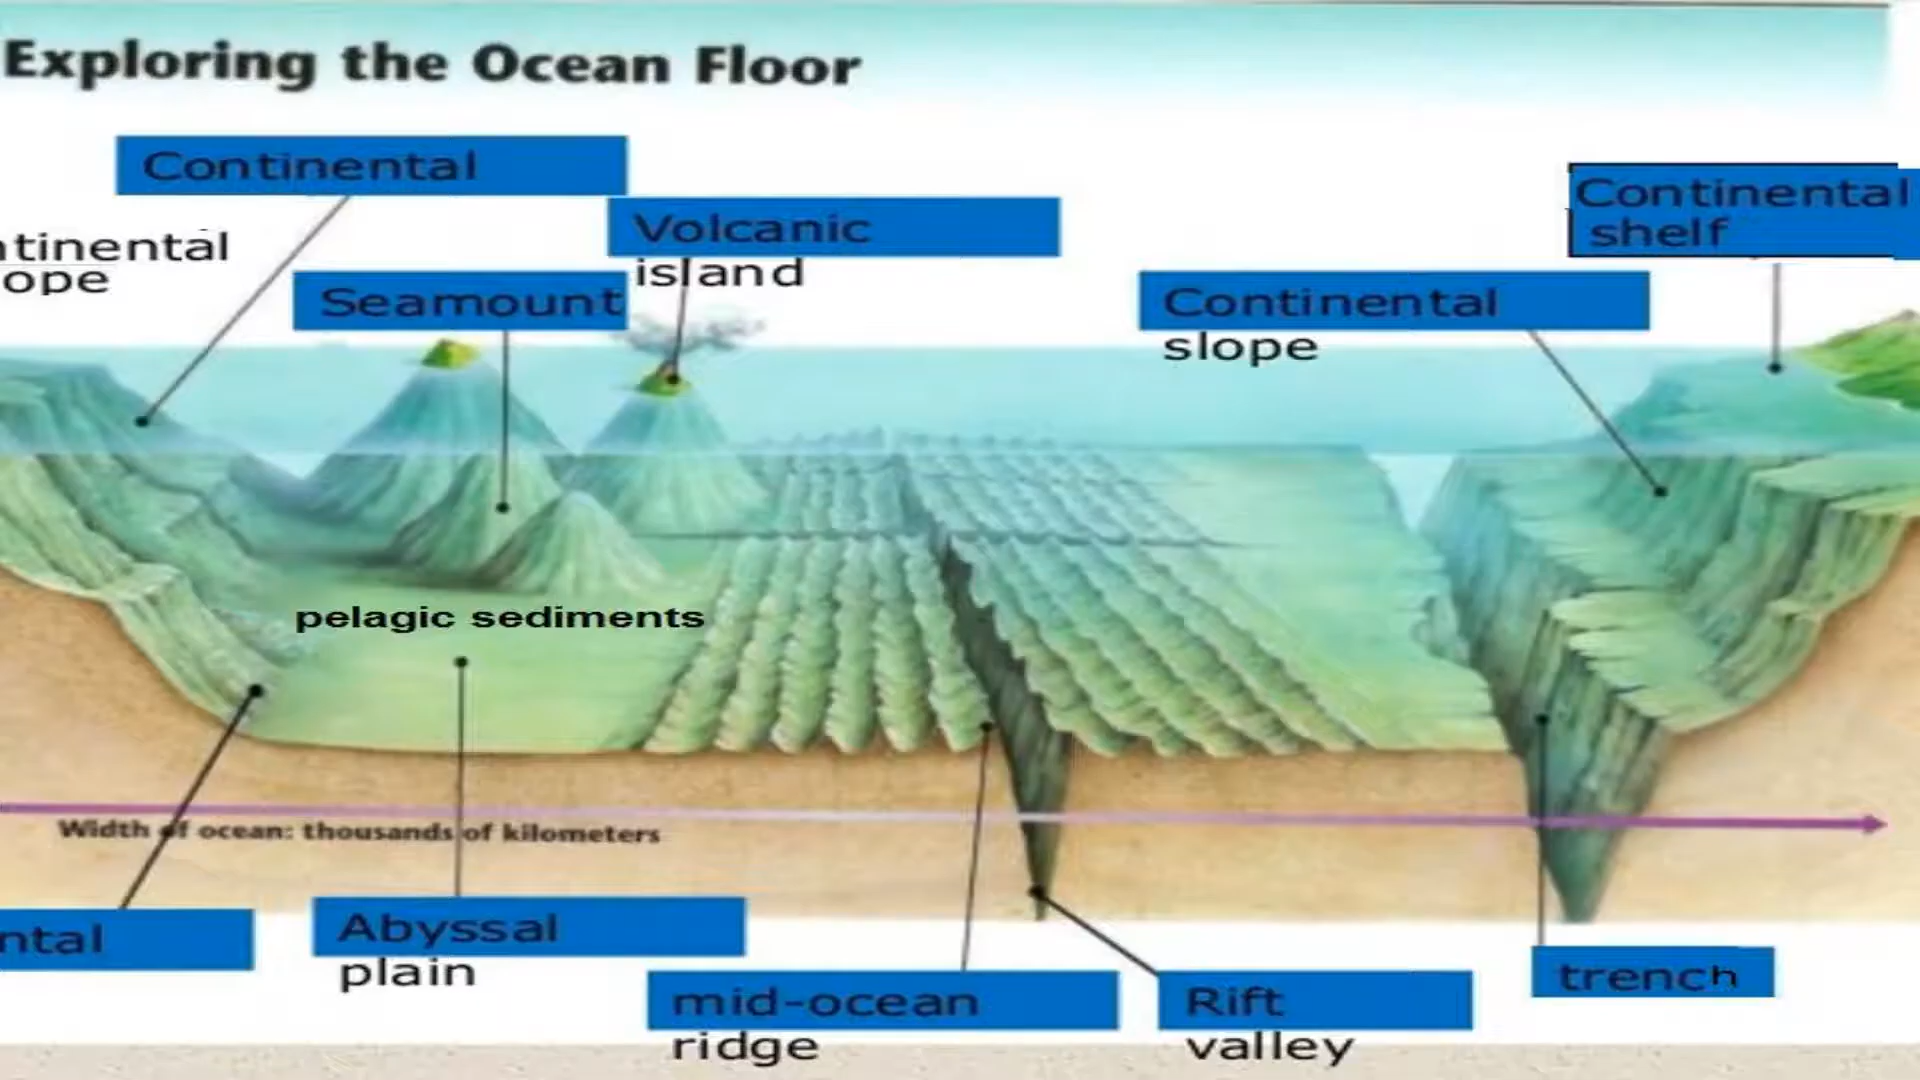 Exploring the Ocean Floor
Continental
Volcanic
island
Continental
shelf
ntinental
ope
Seamount
Continental
slope
pelagic sediments
Width of ocean: thousands of kilometers
ntal
Abyssal
plain
mid-ocean
ridge
Rift
valley
trench